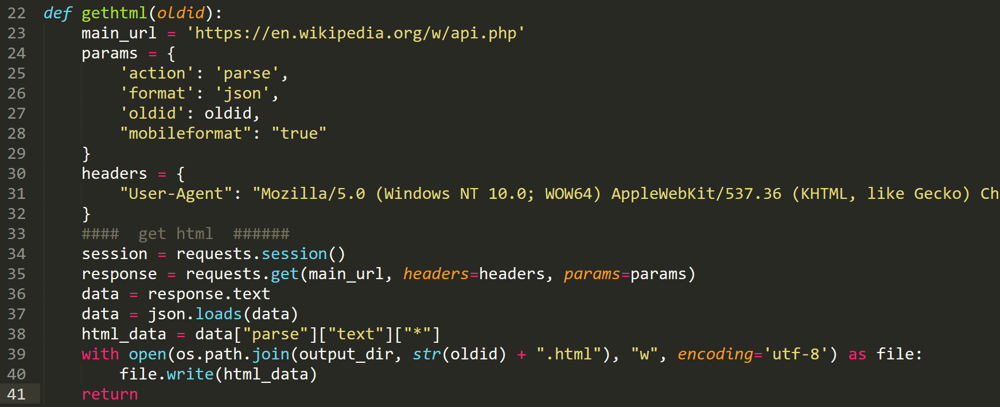 22 def gethtml(oldid):
23     main_url = 'https://en.wikipedia.org/w/api.php'
24     params = {
25         'action': 'parse',
26         'format': 'json',
27         'oldid': oldid,
28         "mobileformat": "true"
29     }
30     headers = {
31         "User-Agent": "Mozilla/5.0 (Windows NT 10.0; WOW64) AppleWebKit/537.36 (KHTML, like Gecko) Ch
32     }
33     ####  get html  ######
34     session = requests.session()
35     response = requests.get(main_url, headers=headers, params=params)
36     data = response.text
37     data = json.loads(data)
38     html_data = data["parse"]["text"]["*"]
39     with open(os.path.join(output_dir, str(oldid) + ".html"), "w", encoding='utf-8') as file:
40         file.write(html_data)
41     return